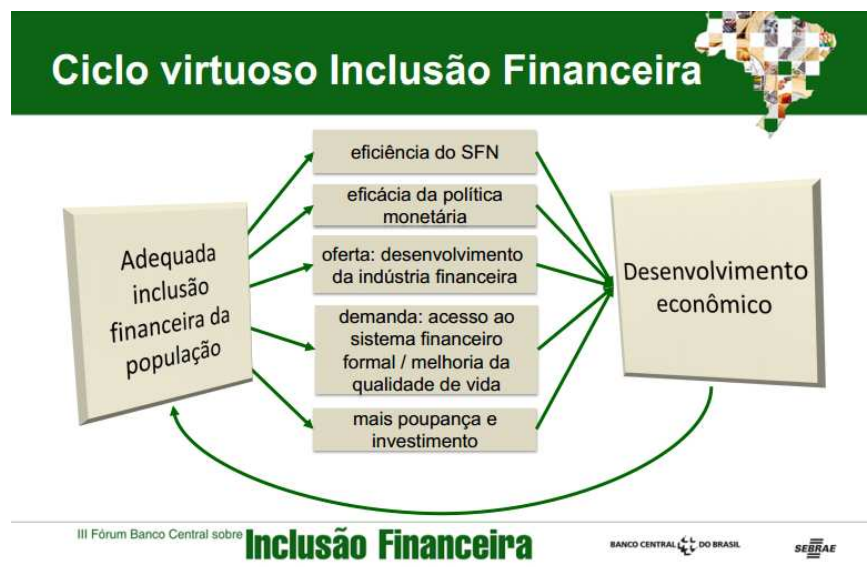 Ciclo virtuoso Inclusão Financeira
Adequada
inclusão
financeira da
população
eficiência do SFN
eficácia da política
monetária
oferta: desenvolvimento
da indústria financeira
demanda: acesso ao
sistema financeiro
formal / melhoria da
qualidade de vida
mais poupança e
investimento
Desenvolvimento
econômico
III Fórum Banco Central sobre Inclusão Financeira
BANCO CENTRAL DO BRASIL
SEBRAE